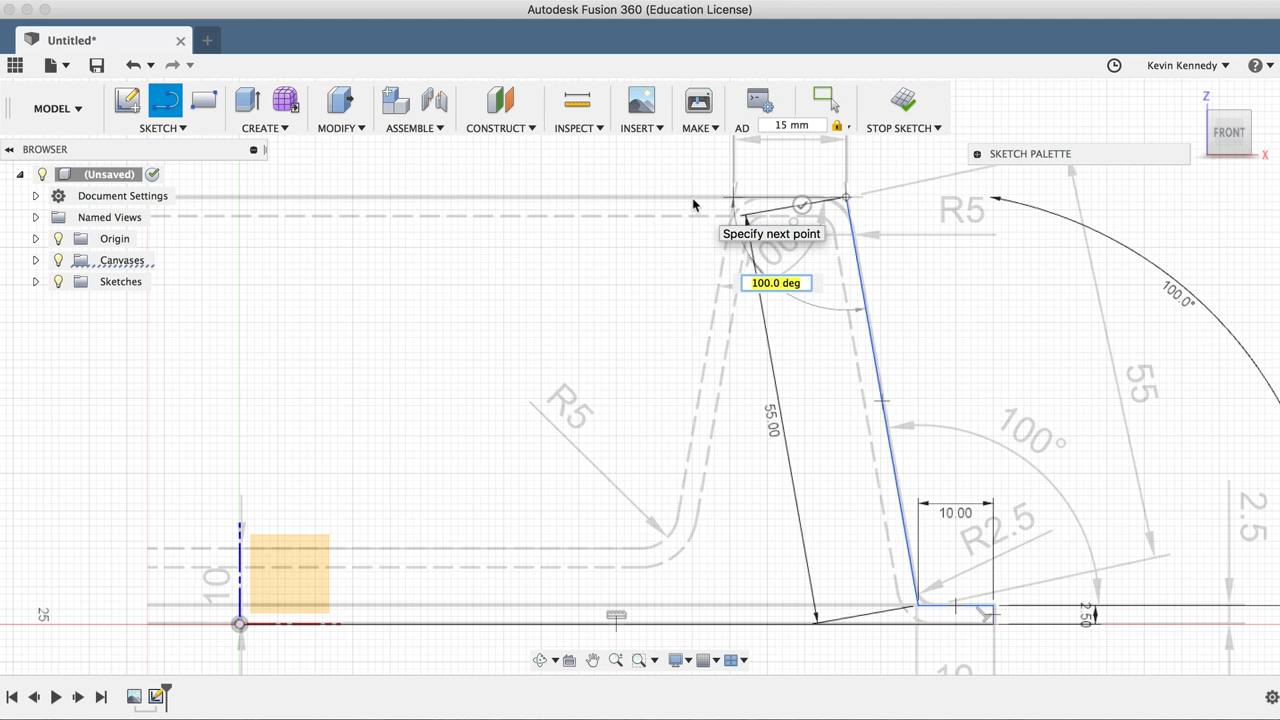 Autodesk Fusion 360 (Education License)
Untitled*
Kevin Kennedy
MODEL
SKETCH
CREATE
MODIFY
ASSEMBLE
CONSTRUCT
INSPECT
INSERT
MAKE
AD
15 mm
STOP SKETCH
Z
FRONT
X
BROWSER
SKETCH PALETTE
(Unsaved)
Document Settings
Named Views
Origin
Canvases
Sketches
R5
Specify next point
100°
100.0 deg
100.0°
55
R5
55.00
100°
10.00
R2.5
2.5
10
25
2.50
10